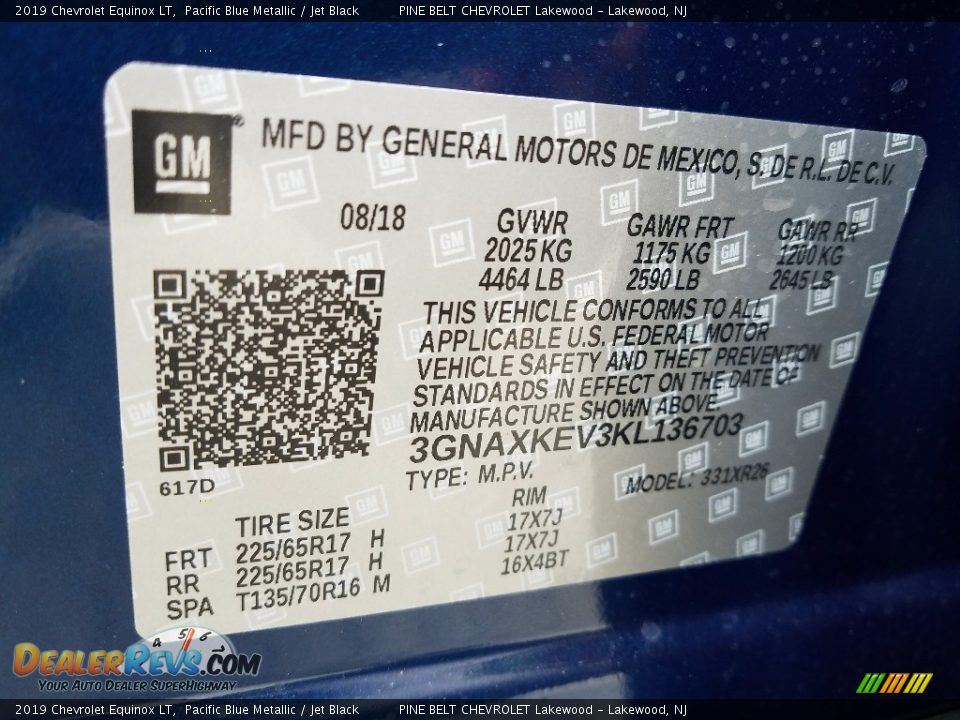 2019 Chevrolet Equinox LT, Pacific Blue Metallic / Jet Black PINE BELT CHEVROLET Lakewood - Lakewood, NJ
GM® MFD BY GENERAL MOTORS DE MEXICO, S. DE R.L. DE C.V.
08/18 GVWR GAWR FRT GAWR RR
2025 KG 1175 KG 1200 KG
4464 LB 2590 LB 2645 LB
THIS VEHICLE CONFORMS TO ALL
APPLICABLE U.S. FEDERAL MOTOR
VEHICLE SAFETY AND THEFT PREVENTION
STANDARDS IN EFFECT ON THE DATE OF
MANUFACTURE SHOWN ABOVE
3GNAXKEV3KL136703
617D
TYPE: M.P.V. MODEL: 331XR26
TIRE SIZE RIM
FRT 225/65R17 H 17X7J
RR 225/65R17 H 17X7J
SPA T135/70R16 M 16X4BT
DEALERREVS.COM
YOUR AUTO DEALER SUPERHIGHWAY
2019 Chevrolet Equinox LT, Pacific Blue Metallic / Jet Black PINE BELT CHEVROLET Lakewood - Lakewood, NJ